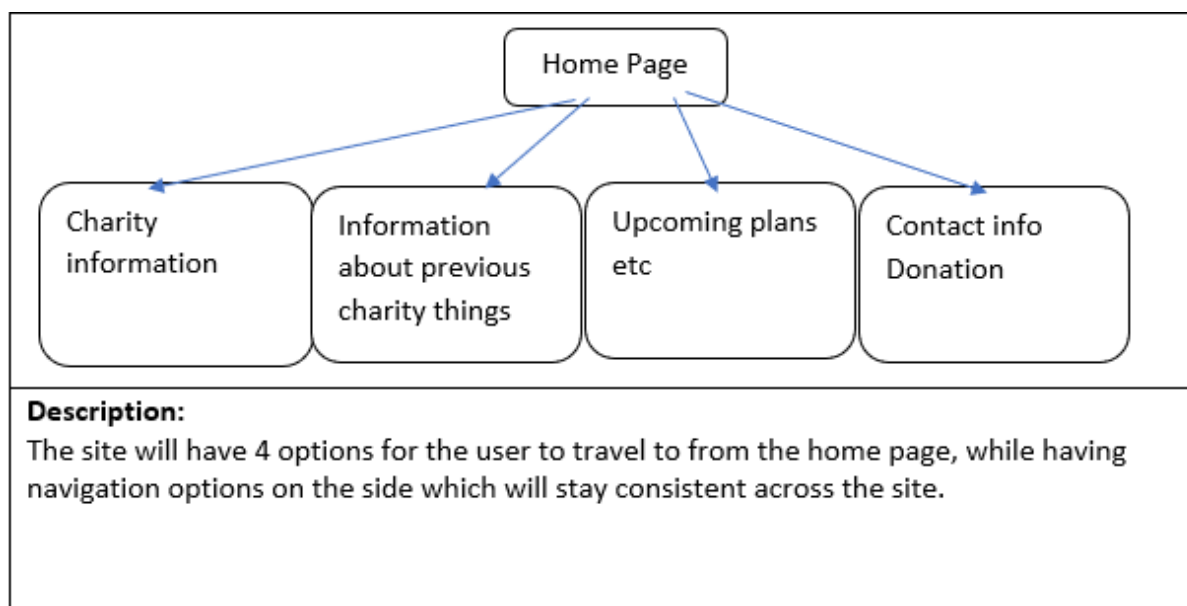 Home Page
Charity
information
Information
about previous
charity things
Upcoming plans
etc
Contact info
Donation
Description:
The site will have 4 options for the user to travel to from the home page, while having
navigation options on the side which will stay consistent across the site.